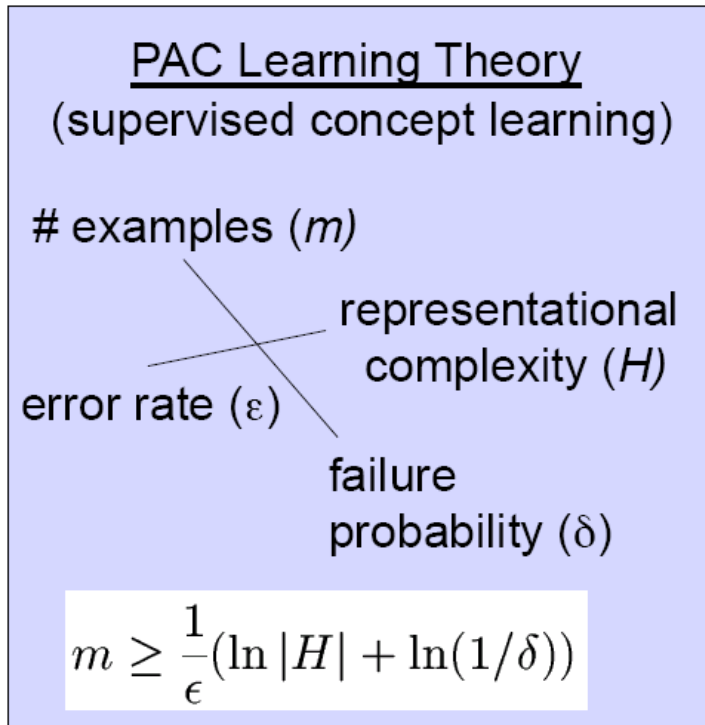 PAC Learning Theory
(supervised concept learning)
# examples (m)
representational
complexity (H)
error rate (ε)
failure
probability (δ)
m ≥ 1/ϵ (ln |H| + ln(1/δ))